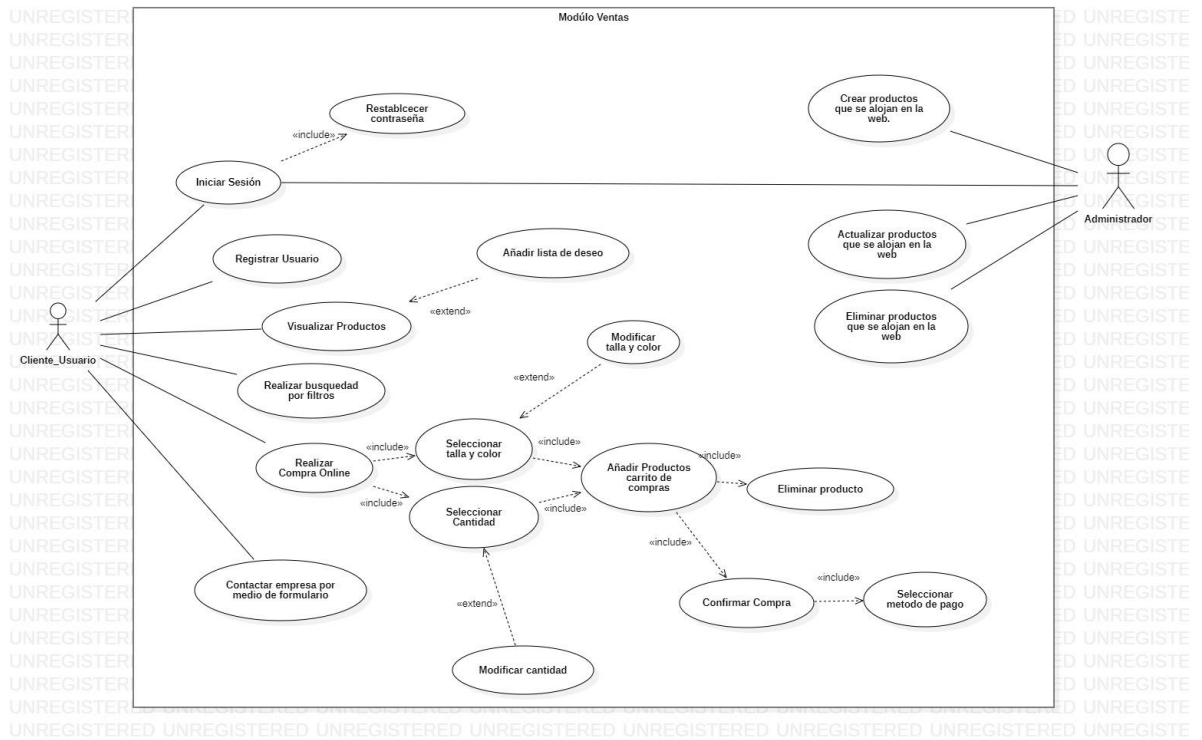 Modúlo Ventas
Restablcecer
contraseña
«include»
Iniciar Sesión
Crear productos
que se alojan en la
web.
Administrador
Registrar Usuario
Añadir lista de deseo
Actualizar productos
que se alojan en la
web
«extend»
Visualizar Productos
Cliente_Usuario
Eliminar productos
que se alojan en la
web
Modificar
talla y color
«extend»
Realizar busquedad
por filtros
Realizar
Compra Online
«include»
«include»
Seleccionar
talla y color
«include»
Seleccionar
Cantidad
«include»
Añadir Productos
carrito de
compras
«include»
Eliminar producto
«include»
Contactar empresa por
medio de formulario
«extend»
Confirmar Compra
«include»
Seleccionar
metodo de pago
Modificar cantidad
UNREGISTERED UNREGISTERED UNREGISTERED UNREGISTERED UNREGISTERED UNREGISTERED UNREGISTERED UNREGISTE